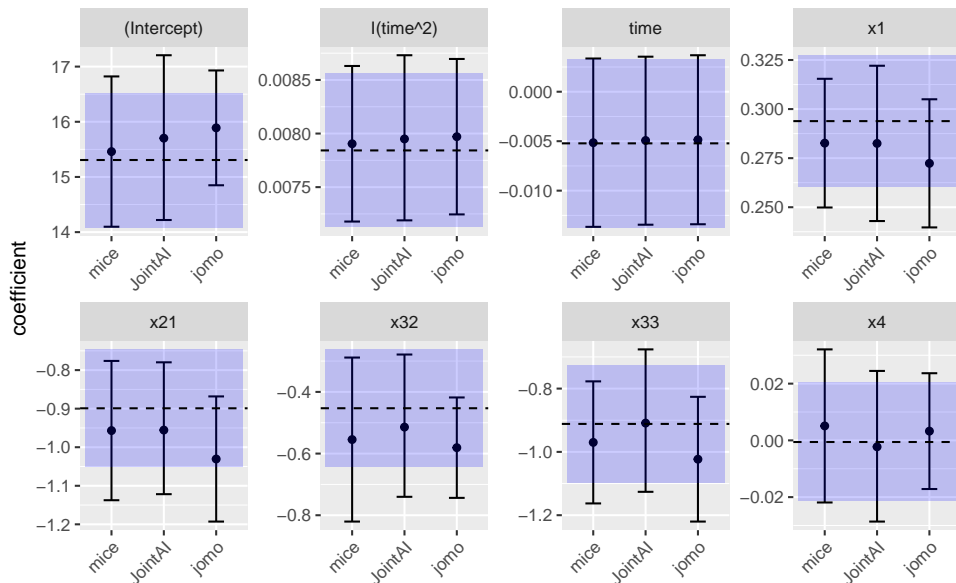 (Intercept)
I(time^2)
time
x1
17
16
15
14
0.0085
0.0080
0.0075
0.000
−0.005
−0.010
0.325
0.300
0.275
0.250
mice
JointAI
jomo
mice
JointAI
jomo
mice
JointAI
jomo
mice
JointAI
jomo
coefficient
x21
x32
x33
x4
−0.8
−0.9
−1.0
−1.1
−1.2
−0.4
−0.6
−0.8
−0.8
−1.0
−1.2
0.02
0.00
−0.02
mice
JointAI
jomo
mice
JointAI
jomo
mice
JointAI
jomo
mice
JointAI
jomo